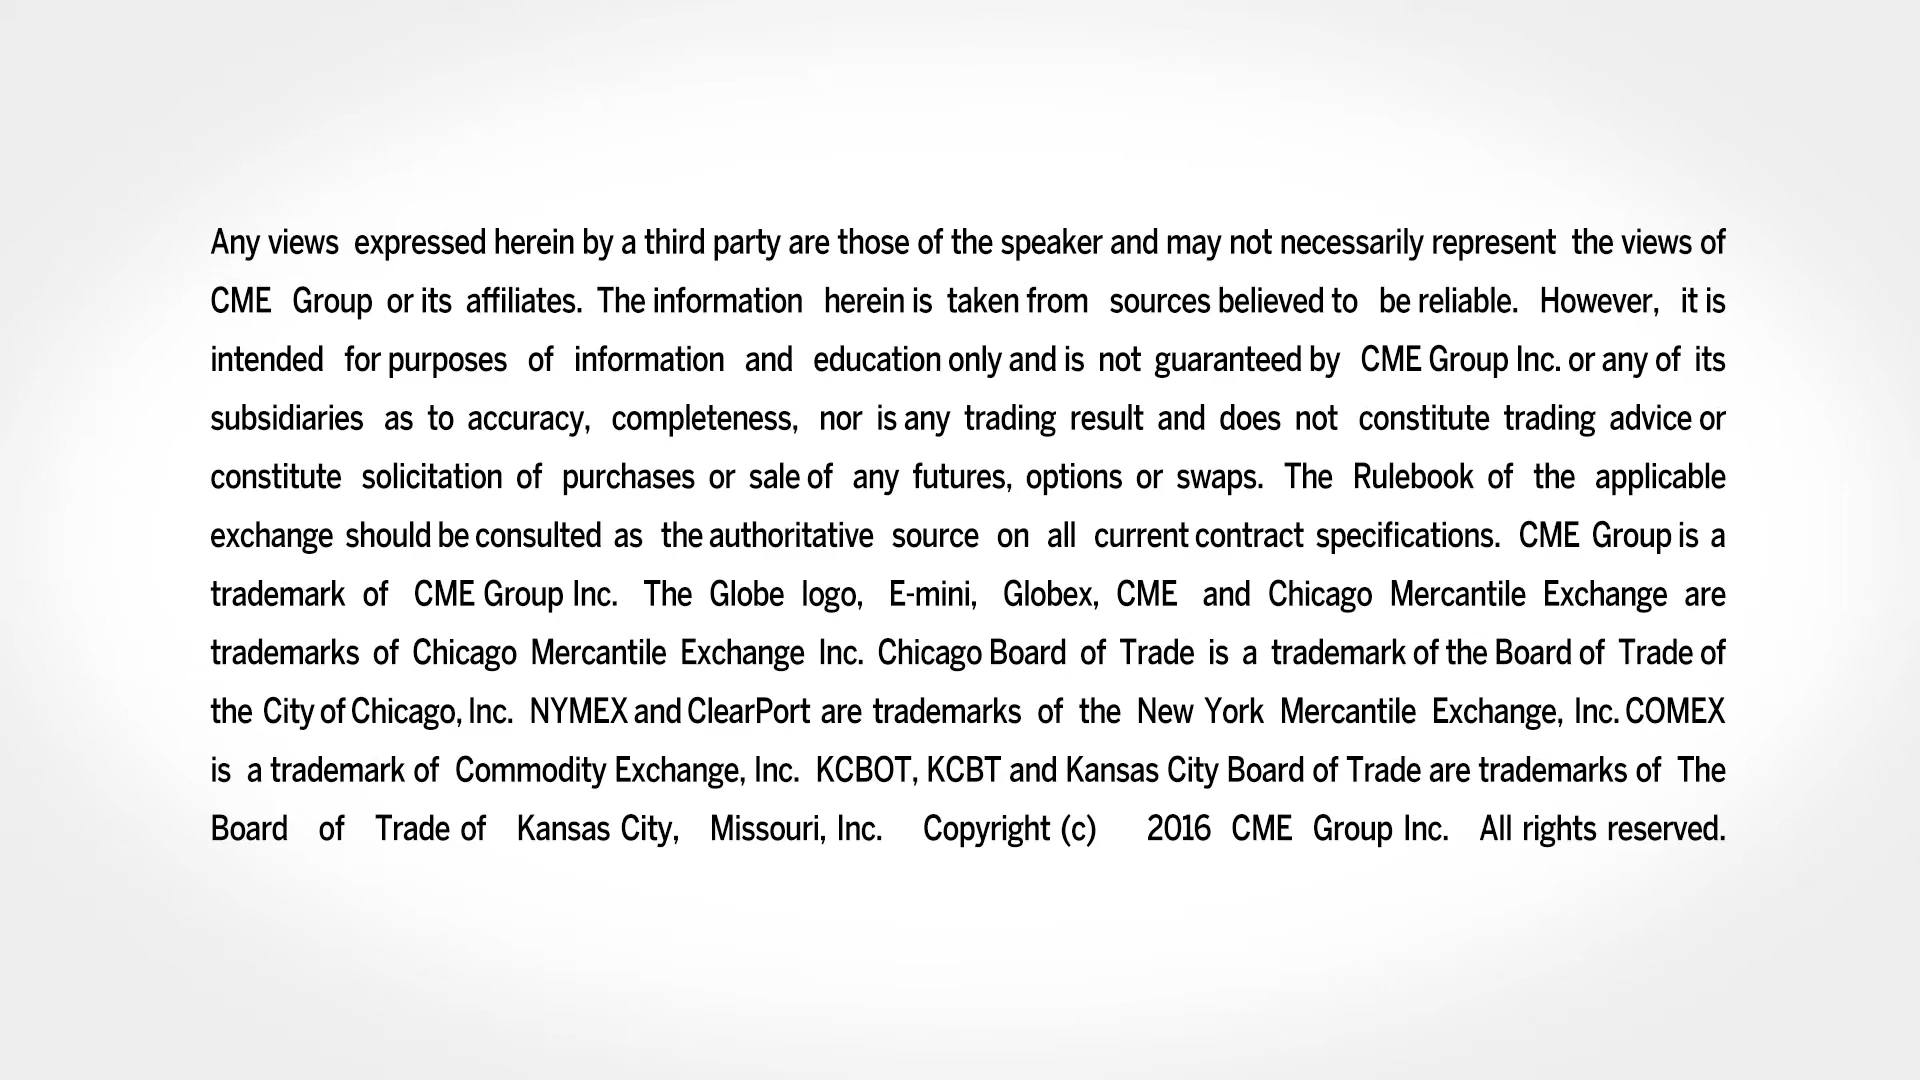 Any views expressed herein by a third party are those of the speaker and may not necessarily represent the views of
CME Group or its affiliates. The information herein is taken from sources believed to be reliable. However, it is
intended for purposes of information and education only and is not guaranteed by CME Group Inc. or any of its
subsidiaries as to accuracy, completeness, nor is any trading result and does not constitute trading advice or
constitute solicitation of purchases or sale of any futures, options or swaps. The Rulebook of the applicable
exchange should be consulted as the authoritative source on all current contract specifications. CME Group is a
trademark of CME Group Inc. The Globe logo, E-mini, Globex, CME and Chicago Mercantile Exchange are
trademarks of Chicago Mercantile Exchange Inc. Chicago Board of Trade is a trademark of the Board of Trade of
the City of Chicago, Inc. NYMEX and ClearPort are trademarks of the New York Mercantile Exchange, Inc. COMEX
is a trademark of Commodity Exchange, Inc. KCBOT, KCBT and Kansas City Board of Trade are trademarks of The
Board of Trade of Kansas City, Missouri, Inc. Copyright (c) 2016 CME Group Inc. All rights reserved.